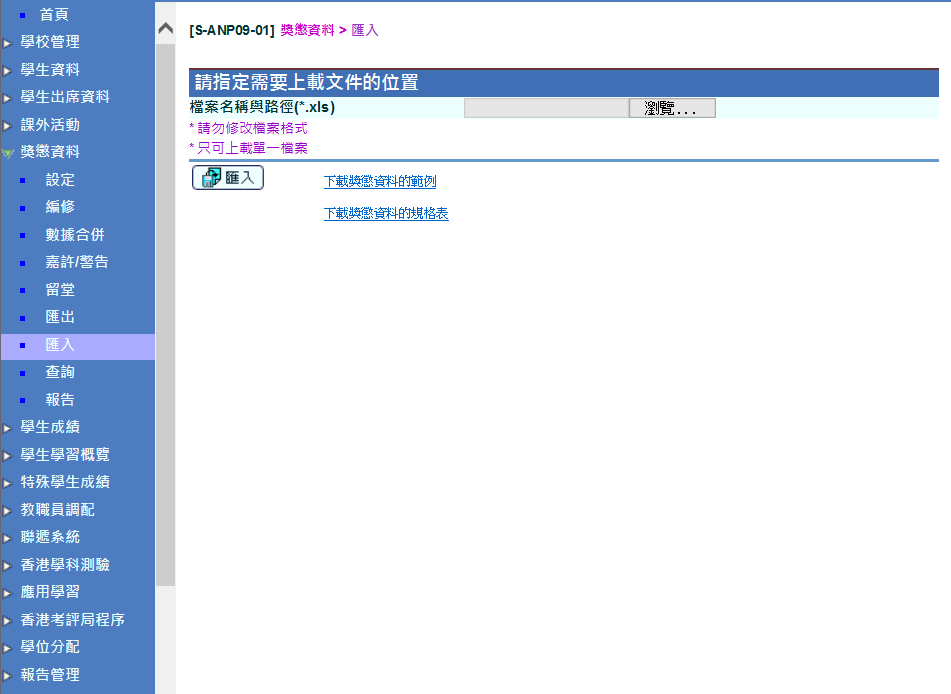 首頁
學校管理
學生資料
學生出席資料
課外活動
獎懲資料
設定
編修
數據合併
嘉許/警告
留堂
匯出
匯入
查詢
報告
學生成績
學生學習概覽
特殊學生成績
教職員調配
聯遞系統
香港學科測驗
應用學習
香港考評局程序
學位分配
報告管理
[S-ANP09-01] 獎懲資料 > 匯入
請指定需要上載文件的位置
檔案名稱與路徑(*.xls)
瀏覽...
* 請勿修改檔案格式
* 只可上載單一檔案
匯入
下載獎懲資料的範例
下載獎懲資料的規格表